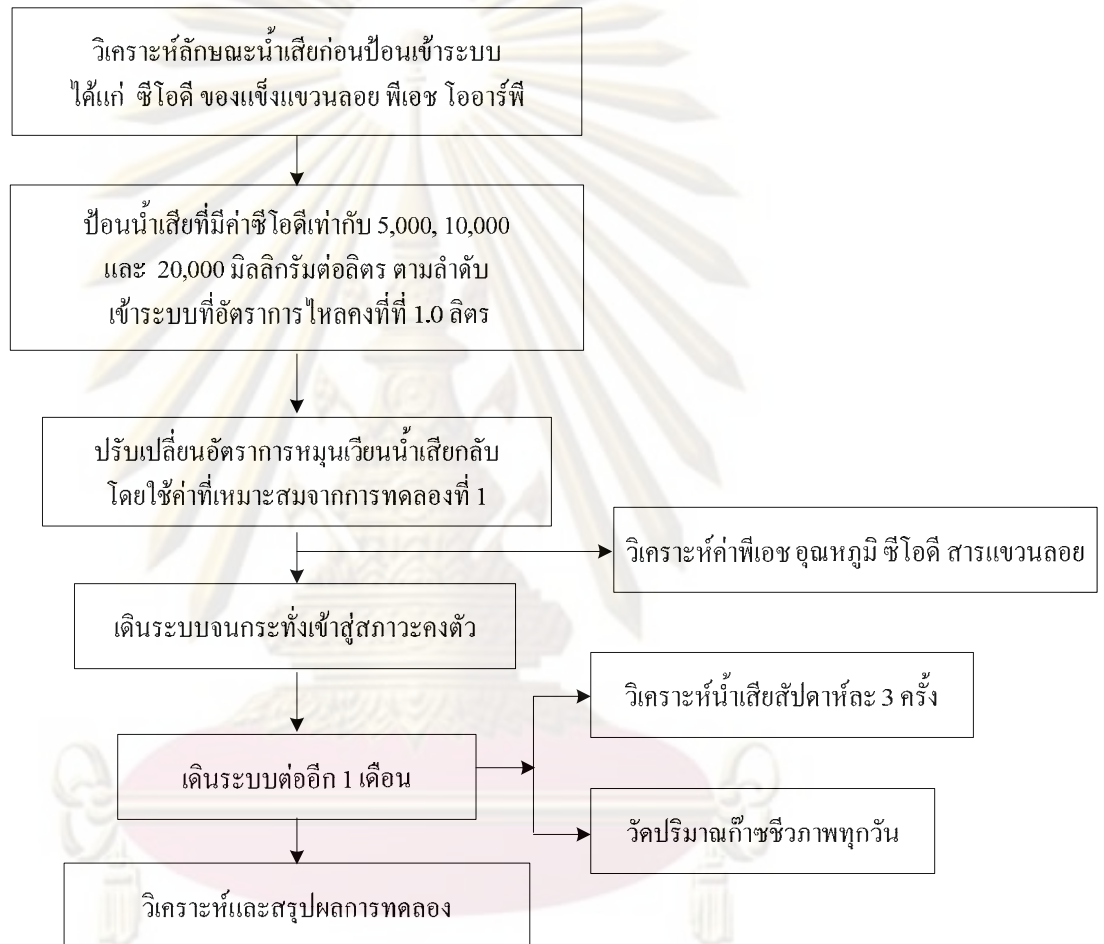 วิเคราะห์ลักษณะน้ำเสียก่อนป้อนเข้าระบบ
ได้แก่ ซีโอดี ของแข็งแขวนลอย พีเอช โออาร์พี
ป้อนน้ำเสียที่มีค่าซีโอดีเท่ากับ 5,000, 10,000
และ 20,000 มิลลิกรัมต่อลิตร ตามลำดับ
เข้าระบบที่อัตราการไหลคงที่ที่ 1.0 ลิตร
ปรับเปลี่ยนอัตราการหมุนเวียนน้ำเสียกลับ
โดยใช้ค่าที่เหมาะสมจากการทดลองที่ 1
วิเคราะห์ค่าพีเอช อุณหภูมิ ซีโอดี สารแขวนลอย
เดินระบบจนกระทั่งเข้าสู่สภาวะคงตัว
วิเคราะห์น้ำเสียสัปดาห์ละ 3 ครั้ง
เดินระบบต่ออีก 1 เดือน
วัดปริมาณก๊าซชีวภาพทุกวัน
วิเคราะห์และสรุปผลการทดลอง